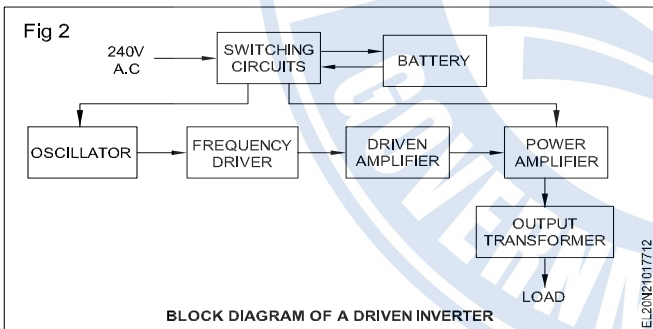 Fig 2
240V
A.C
SWITCHING
CIRCUITS
BATTERY
OSCILLATOR
FREQUENCY
DRIVER
DRIVEN
AMPLIFIER
POWER
AMPLIFIER
OUTPUT
TRANSFORMER
LOAD
BLOCK DIAGRAM OF A DRIVEN INVERTER
EL20N21017712
GOVERNM